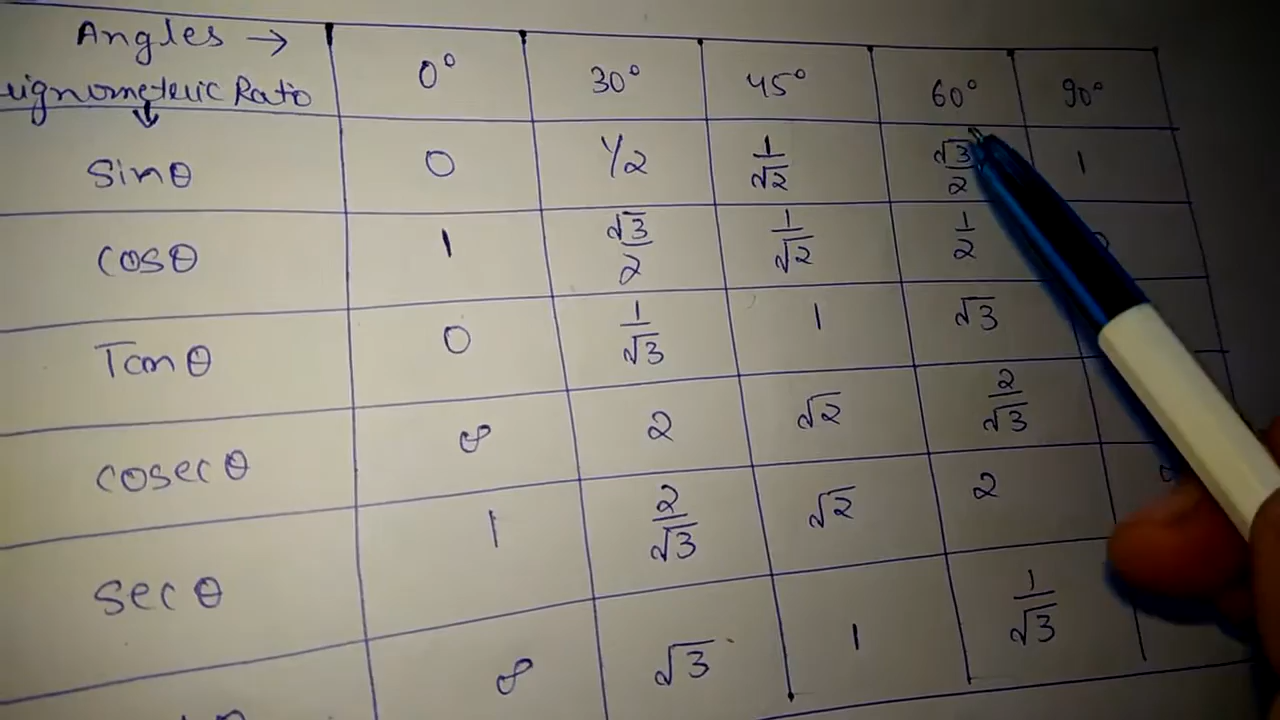 Angles → 0° 30° 45° 60° 90°
Rato ↓
Sinθ 0 1/2 1/√2 √3/2 1
cosθ 1 √3/2 1/√2 1/2
Tanθ 0 1/√3 1 √3
cosecθ ∞ 2 √2 2/√3
secθ 1 2/√3 √2 2
∞ √3 1 1/√3